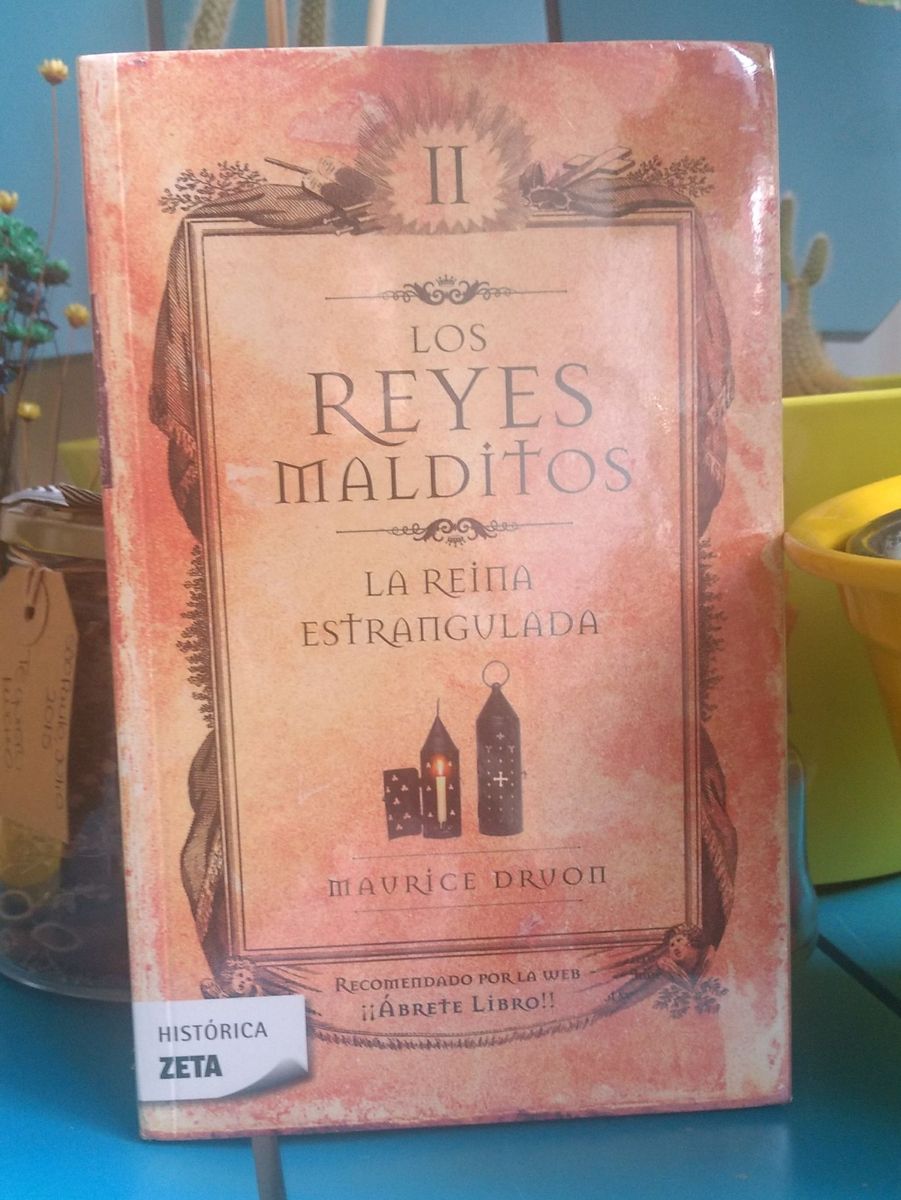 II
LOS
REYES
MALDITOS
LA REINA
ESTRANGULADA
MAURICE DRUON
RECOMENDADO POR LA WEB
¡¡ÁBRETE LIBRO!!
HISTÓRICA
ZETA